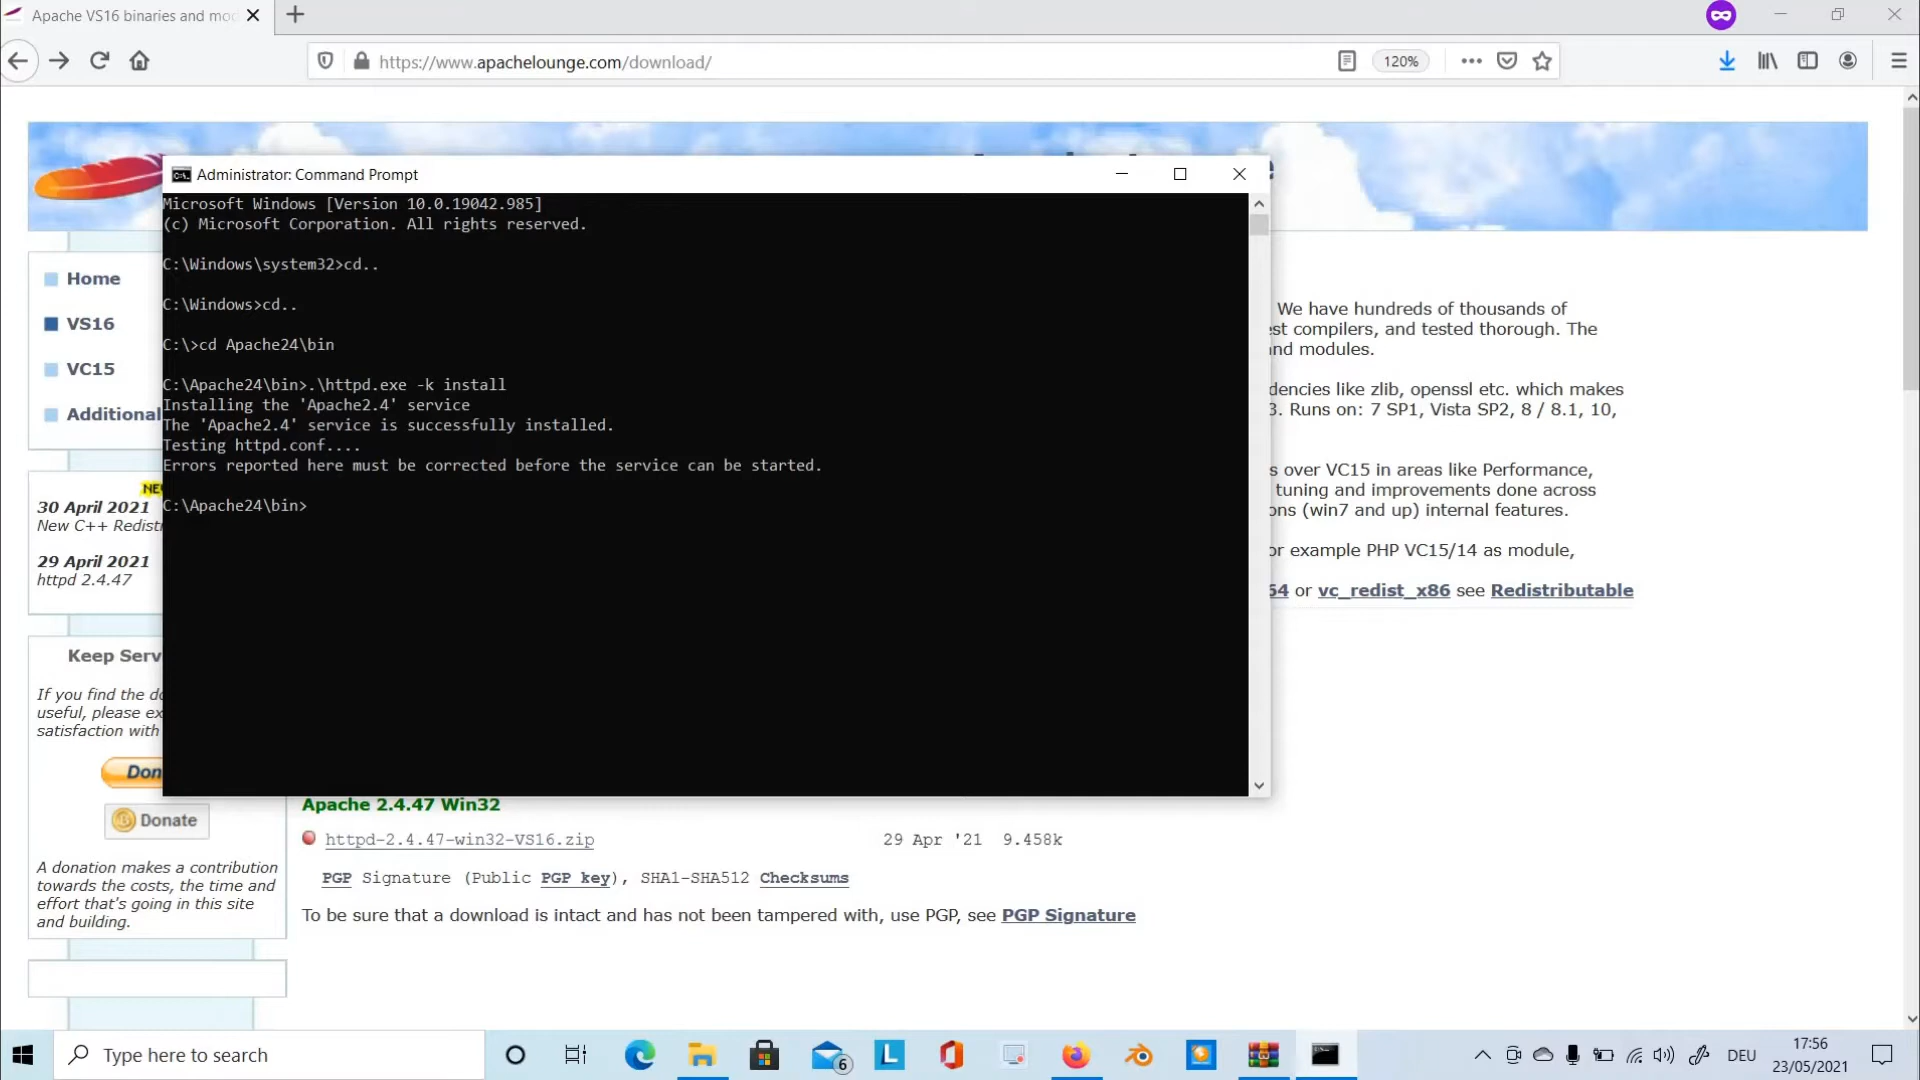 Apache VS16 binaries and mod
https://www.apachelounge.com/download/
120%
Administrator: Command Prompt
Microsoft Windows [Version 10.0.19042.985]
(c) Microsoft Corporation. All rights reserved.
C:\Windows\system32>cd..
C:\Windows>cd..
C:\>cd Apache24\bin
C:\Apache24\bin>.\httpd.exe -k install
Installing the 'Apache2.4' service
The 'Apache2.4' service is successfully installed.
Testing httpd.conf....
Errors reported here must be corrected before the service can be started.
C:\Apache24\bin>
Home
VS16
VC15
Additional
NE
30 April 2021
New C++ Redist
29 April 2021
httpd 2.4.47
Keep Serv
If you find the do
useful, please ex
satisfaction with
Don
Donate
A donation makes a contribution
towards the costs, the time and
effort that's going in this site
and building.
We have hundreds of thousands of
est compilers, and tested thorough. The
and modules.
dencies like zlib, openssl etc. which makes
3. Runs on: 7 SP1, Vista SP2, 8 / 8.1, 10,
s over VC15 in areas like Performance,
tuning and improvements done across
ons (win7 and up) internal features.
or example PHP VC15/14 as module,
64 or vc_redist_x86 see Redistributable
Apache 2.4.47 Win32
httpd-2.4.47-win32-VS16.zip 29 Apr '21 9.458k
PGP Signature (Public PGP key), SHA1-SHA512 Checksums
To be sure that a download is intact and has not been tampered with, use PGP, see PGP Signature
Type here to search
6
L
DEU
17:56
23/05/2021